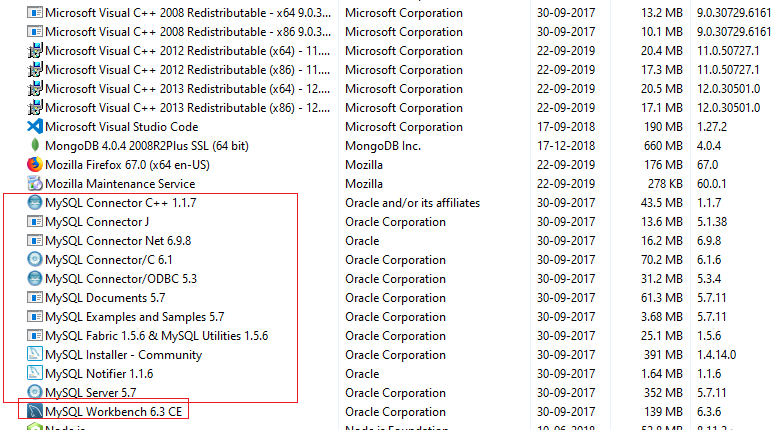 Microsoft Visual C++ 2008 Redistributable - x64 9.0.3... Microsoft Corporation 30-09-2017 13.2 MB 9.0.30729.6161
Microsoft Visual C++ 2008 Redistributable - x86 9.0.3... Microsoft Corporation 30-09-2017 10.1 MB 9.0.30729.6161
Microsoft Visual C++ 2012 Redistributable (x64) - 11.... Microsoft Corporation 22-09-2019 20.4 MB 11.0.50727.1
Microsoft Visual C++ 2012 Redistributable (x86) - 11.... Microsoft Corporation 22-09-2019 17.3 MB 11.0.50727.1
Microsoft Visual C++ 2013 Redistributable (x64) - 12.... Microsoft Corporation 22-09-2019 20.5 MB 12.0.30501.0
Microsoft Visual C++ 2013 Redistributable (x86) - 12.... Microsoft Corporation 22-09-2019 17.1 MB 12.0.30501.0
Microsoft Visual Studio Code Microsoft Corporation 17-09-2018 190 MB 1.27.2
MongoDB 4.0.4 2008R2Plus SSL (64 bit) MongoDB Inc. 17-12-2018 660 MB 4.0.4
Mozilla Firefox 67.0 (x64 en-US) Mozilla 22-09-2019 176 MB 67.0
Mozilla Maintenance Service Mozilla 22-09-2019 278 KB 60.0.1
MySQL Connector C++ 1.1.7 Oracle and/or its affiliates 30-09-2017 43.5 MB 1.1.7
MySQL Connector J Oracle Corporation 30-09-2017 13.6 MB 5.1.38
MySQL Connector Net 6.9.8 Oracle 30-09-2017 16.2 MB 6.9.8
MySQL Connector/C 6.1 Oracle Corporation 30-09-2017 70.2 MB 6.1.6
MySQL Connector/ODBC 5.3 Oracle Corporation 30-09-2017 31.2 MB 5.3.4
MySQL Documents 5.7 Oracle Corporation 30-09-2017 61.3 MB 5.7.11
MySQL Examples and Samples 5.7 Oracle Corporation 30-09-2017 3.68 MB 5.7.11
MySQL Fabric 1.5.6 & MySQL Utilities 1.5.6 Oracle Corporation 30-09-2017 25.1 MB 1.5.6
MySQL Installer - Community Oracle Corporation 30-09-2017 391 MB 1.4.14.0
MySQL Notifier 1.1.6 Oracle 30-09-2017 1.64 MB 1.1.6
MySQL Server 5.7 Oracle Corporation 30-09-2017 352 MB 5.7.11
MySQL Workbench 6.3 CE Oracle Corporation 30-09-2017 139 MB 6.3.6
Node.js Node.js Foundation 10-06-2018 53.8 MB 8.11.2